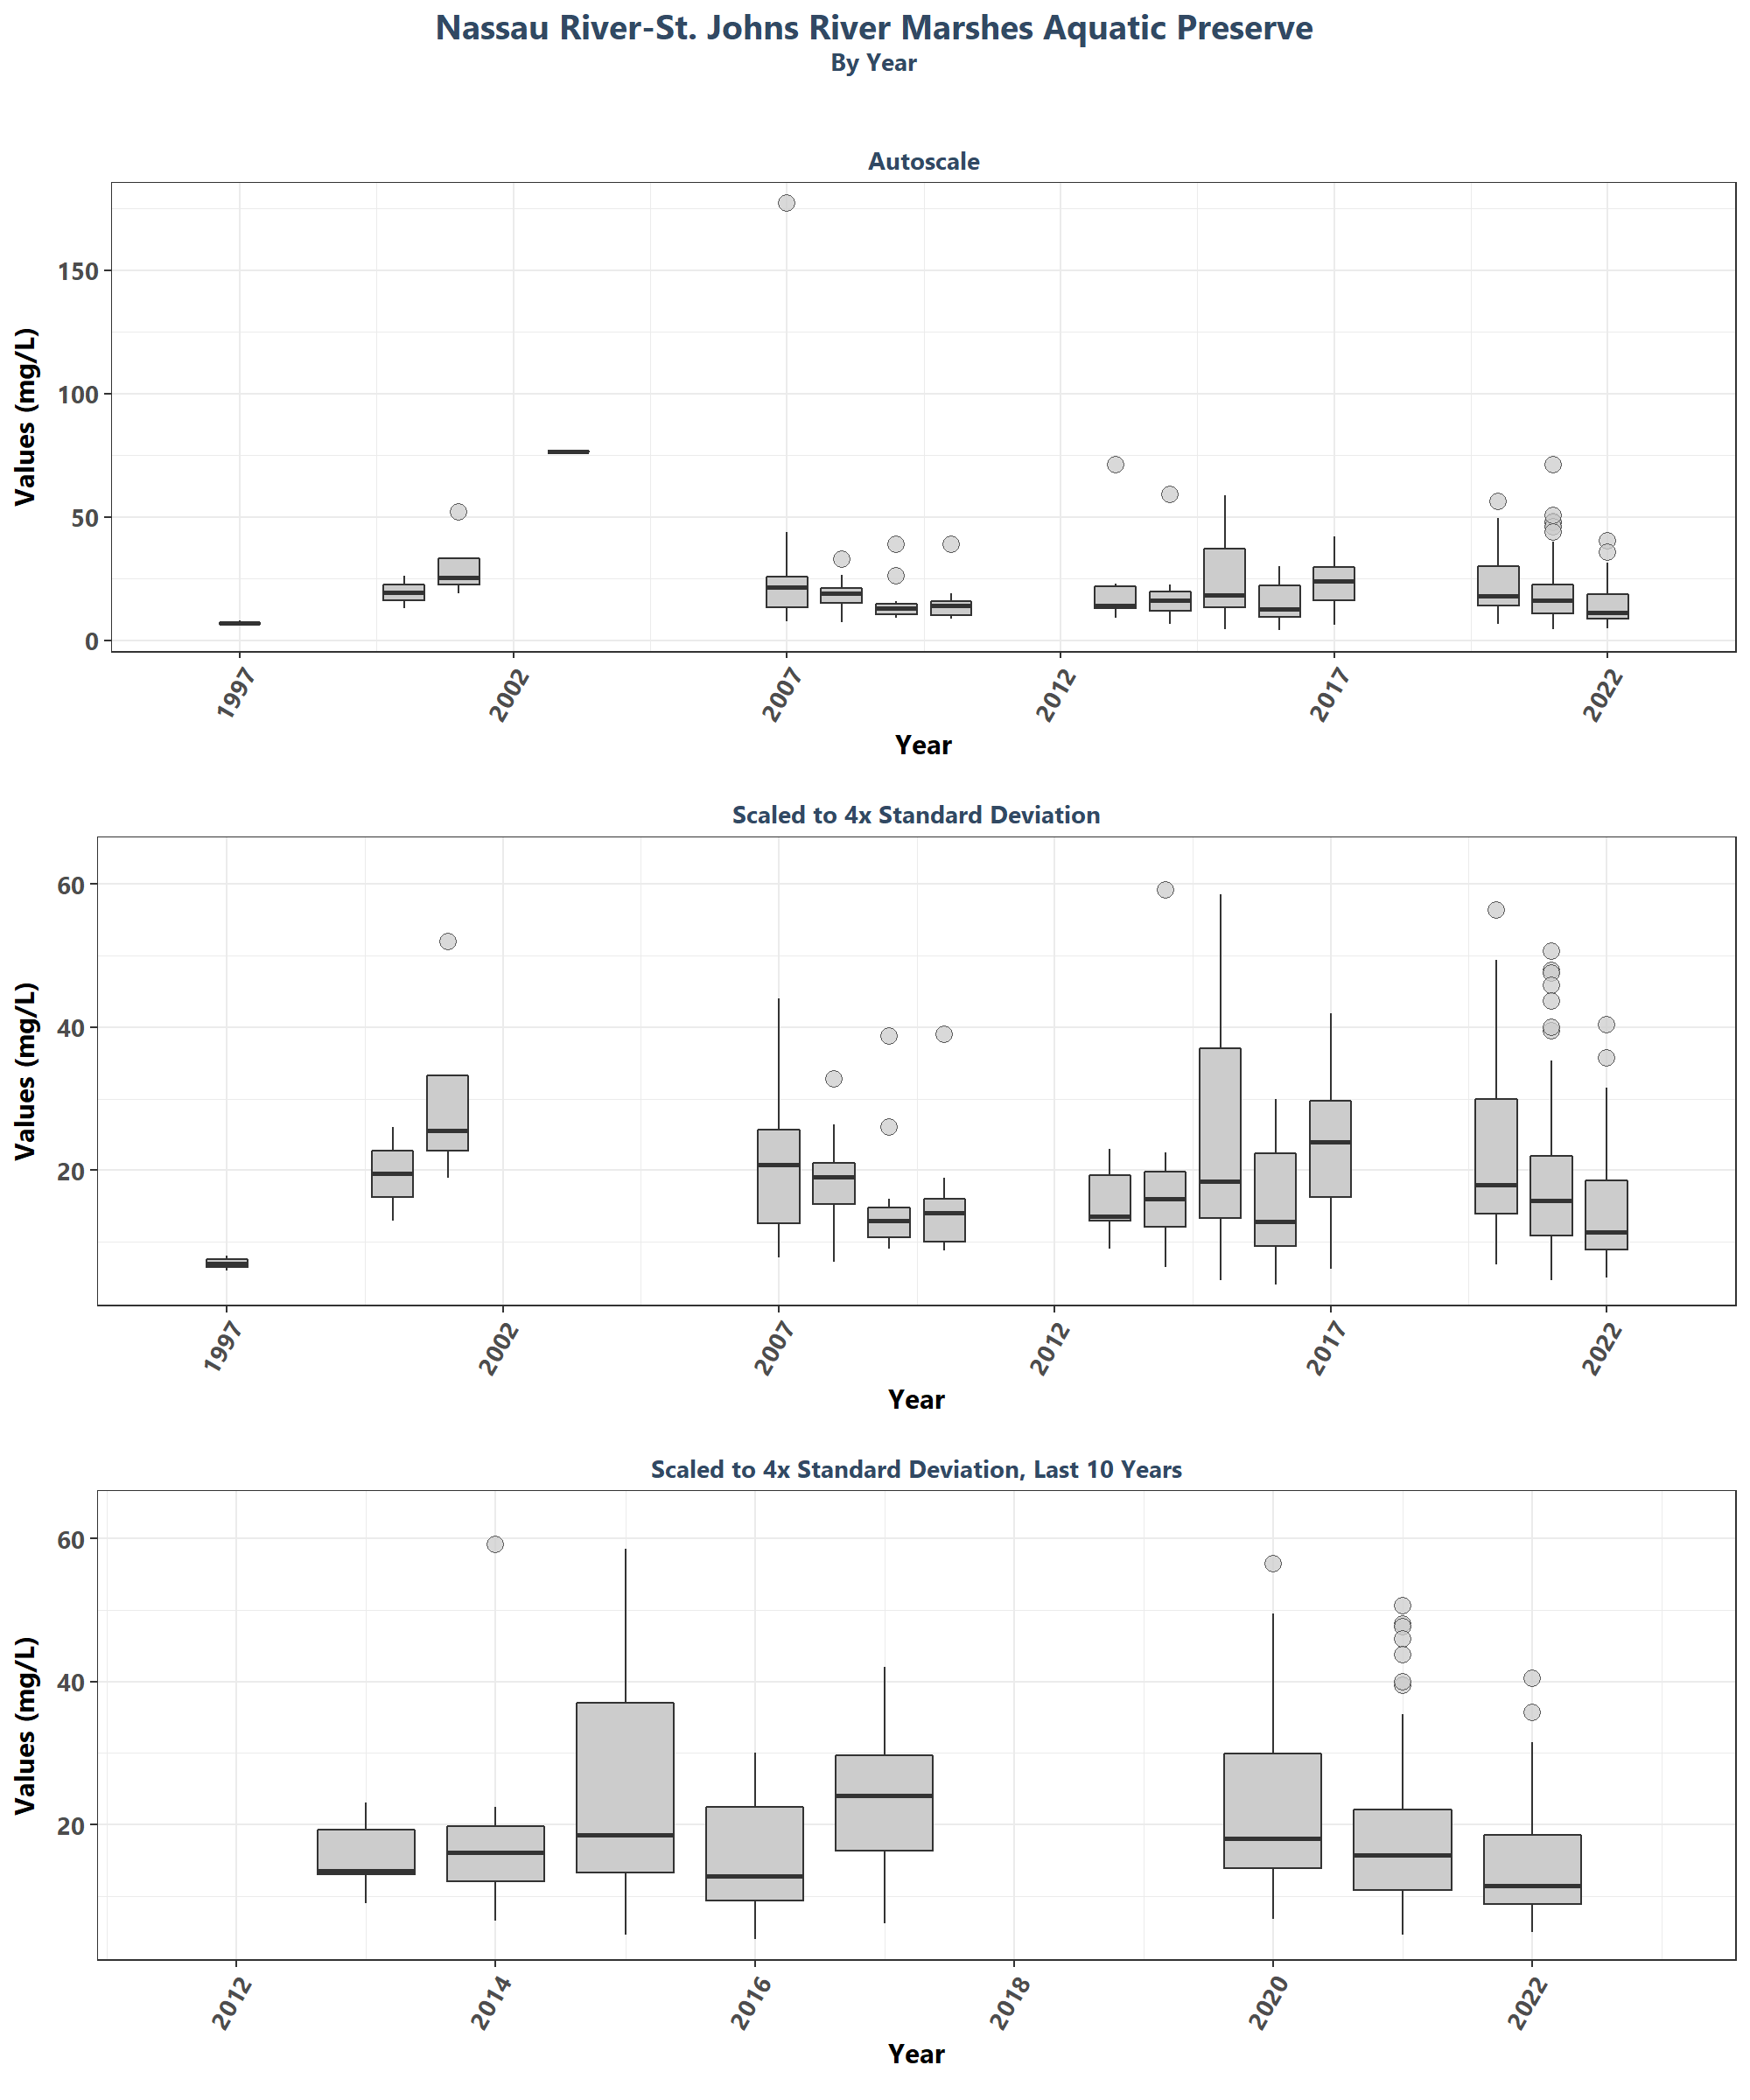 Nassau River-St. Johns River Marshes Aquatic Preserve
By Year
Autoscale
Values (mg/L)
150
100
50
0
1997
2002
2007
2012
2017
2022
Year
Scaled to 4x Standard Deviation
Values (mg/L)
60
40
20
1997
2002
2007
2012
2017
2022
Year
Scaled to 4x Standard Deviation, Last 10 Years
Values (mg/L)
60
40
20
2012
2014
2016
2018
2020
2022
Year